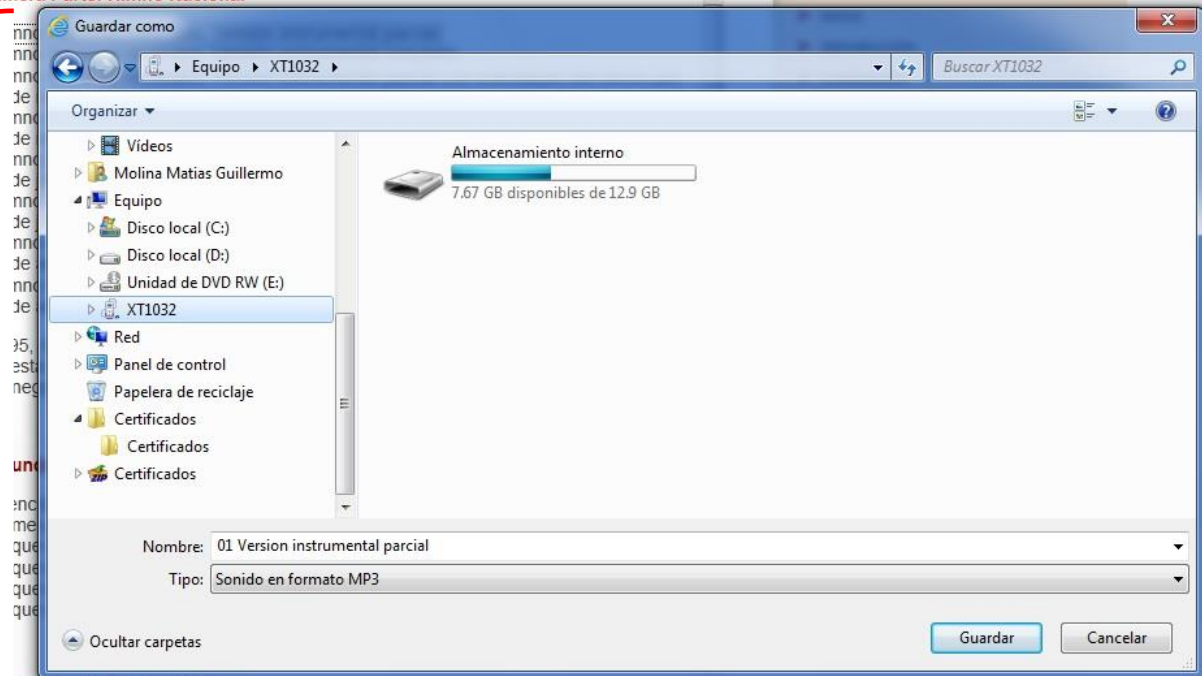 Himno Nacional
Guardar como
Equipo XT1032
Buscar XT1032
Organizar
Vídeos
Molina Matias Guillermo
Equipo
Disco local (C:)
Disco local (D:)
Unidad de DVD RW (E:)
XT1032
Red
Panel de control
Papelera de reciclaje
Certificados
Certificados
Certificados
Almacenamiento interno
7.67 GB disponibles de 12.9 GB
Nombre: 01 Version instrumental parcial
Tipo: Sonido en formato MP3
Ocultar carpetas
Guardar Cancelar